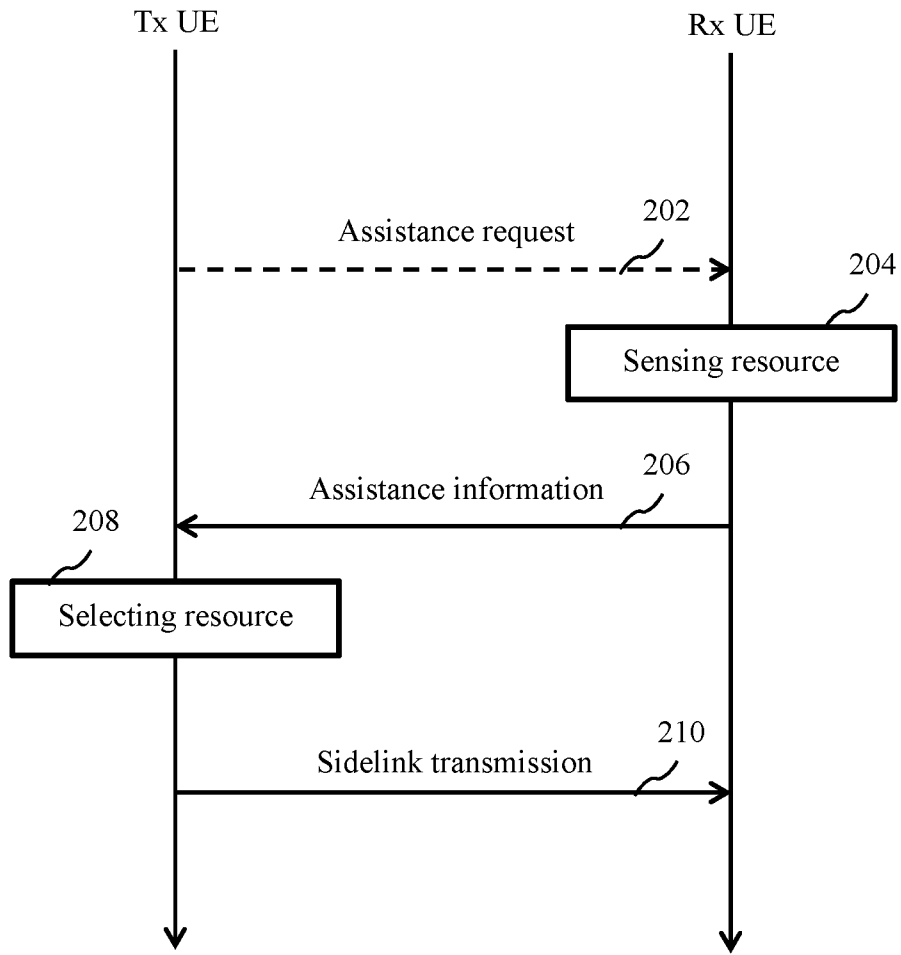 Tx UE
Rx UE
202
Assistance request
204
Sensing resource
206
Assistance information
208
Selecting resource
210
Sidelink transmission